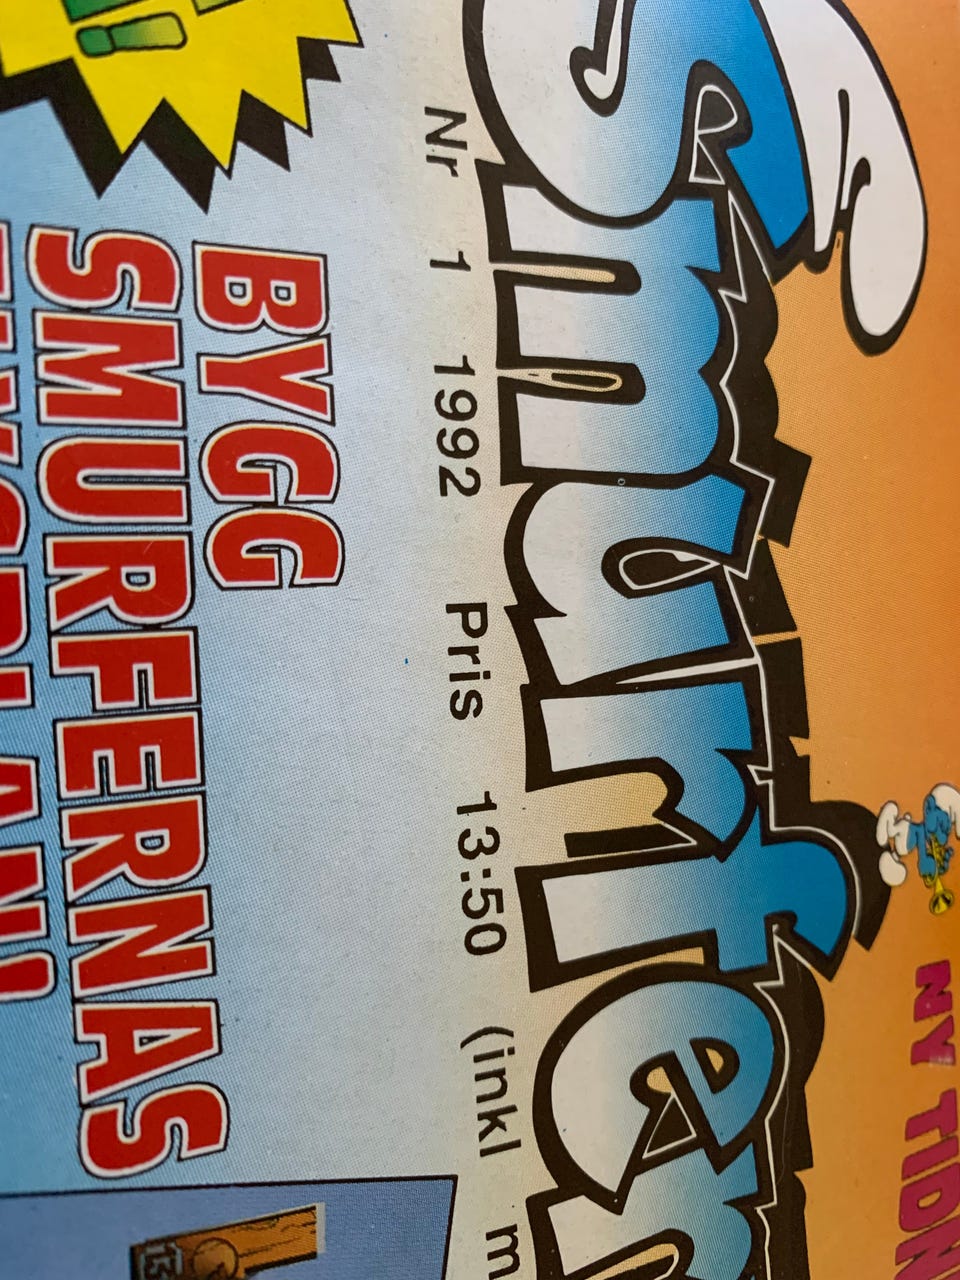 NY TIDN
Smurfen
Nr 1 1992 Pris 13:50 (inkl m
BYGG
SMURFERNAS